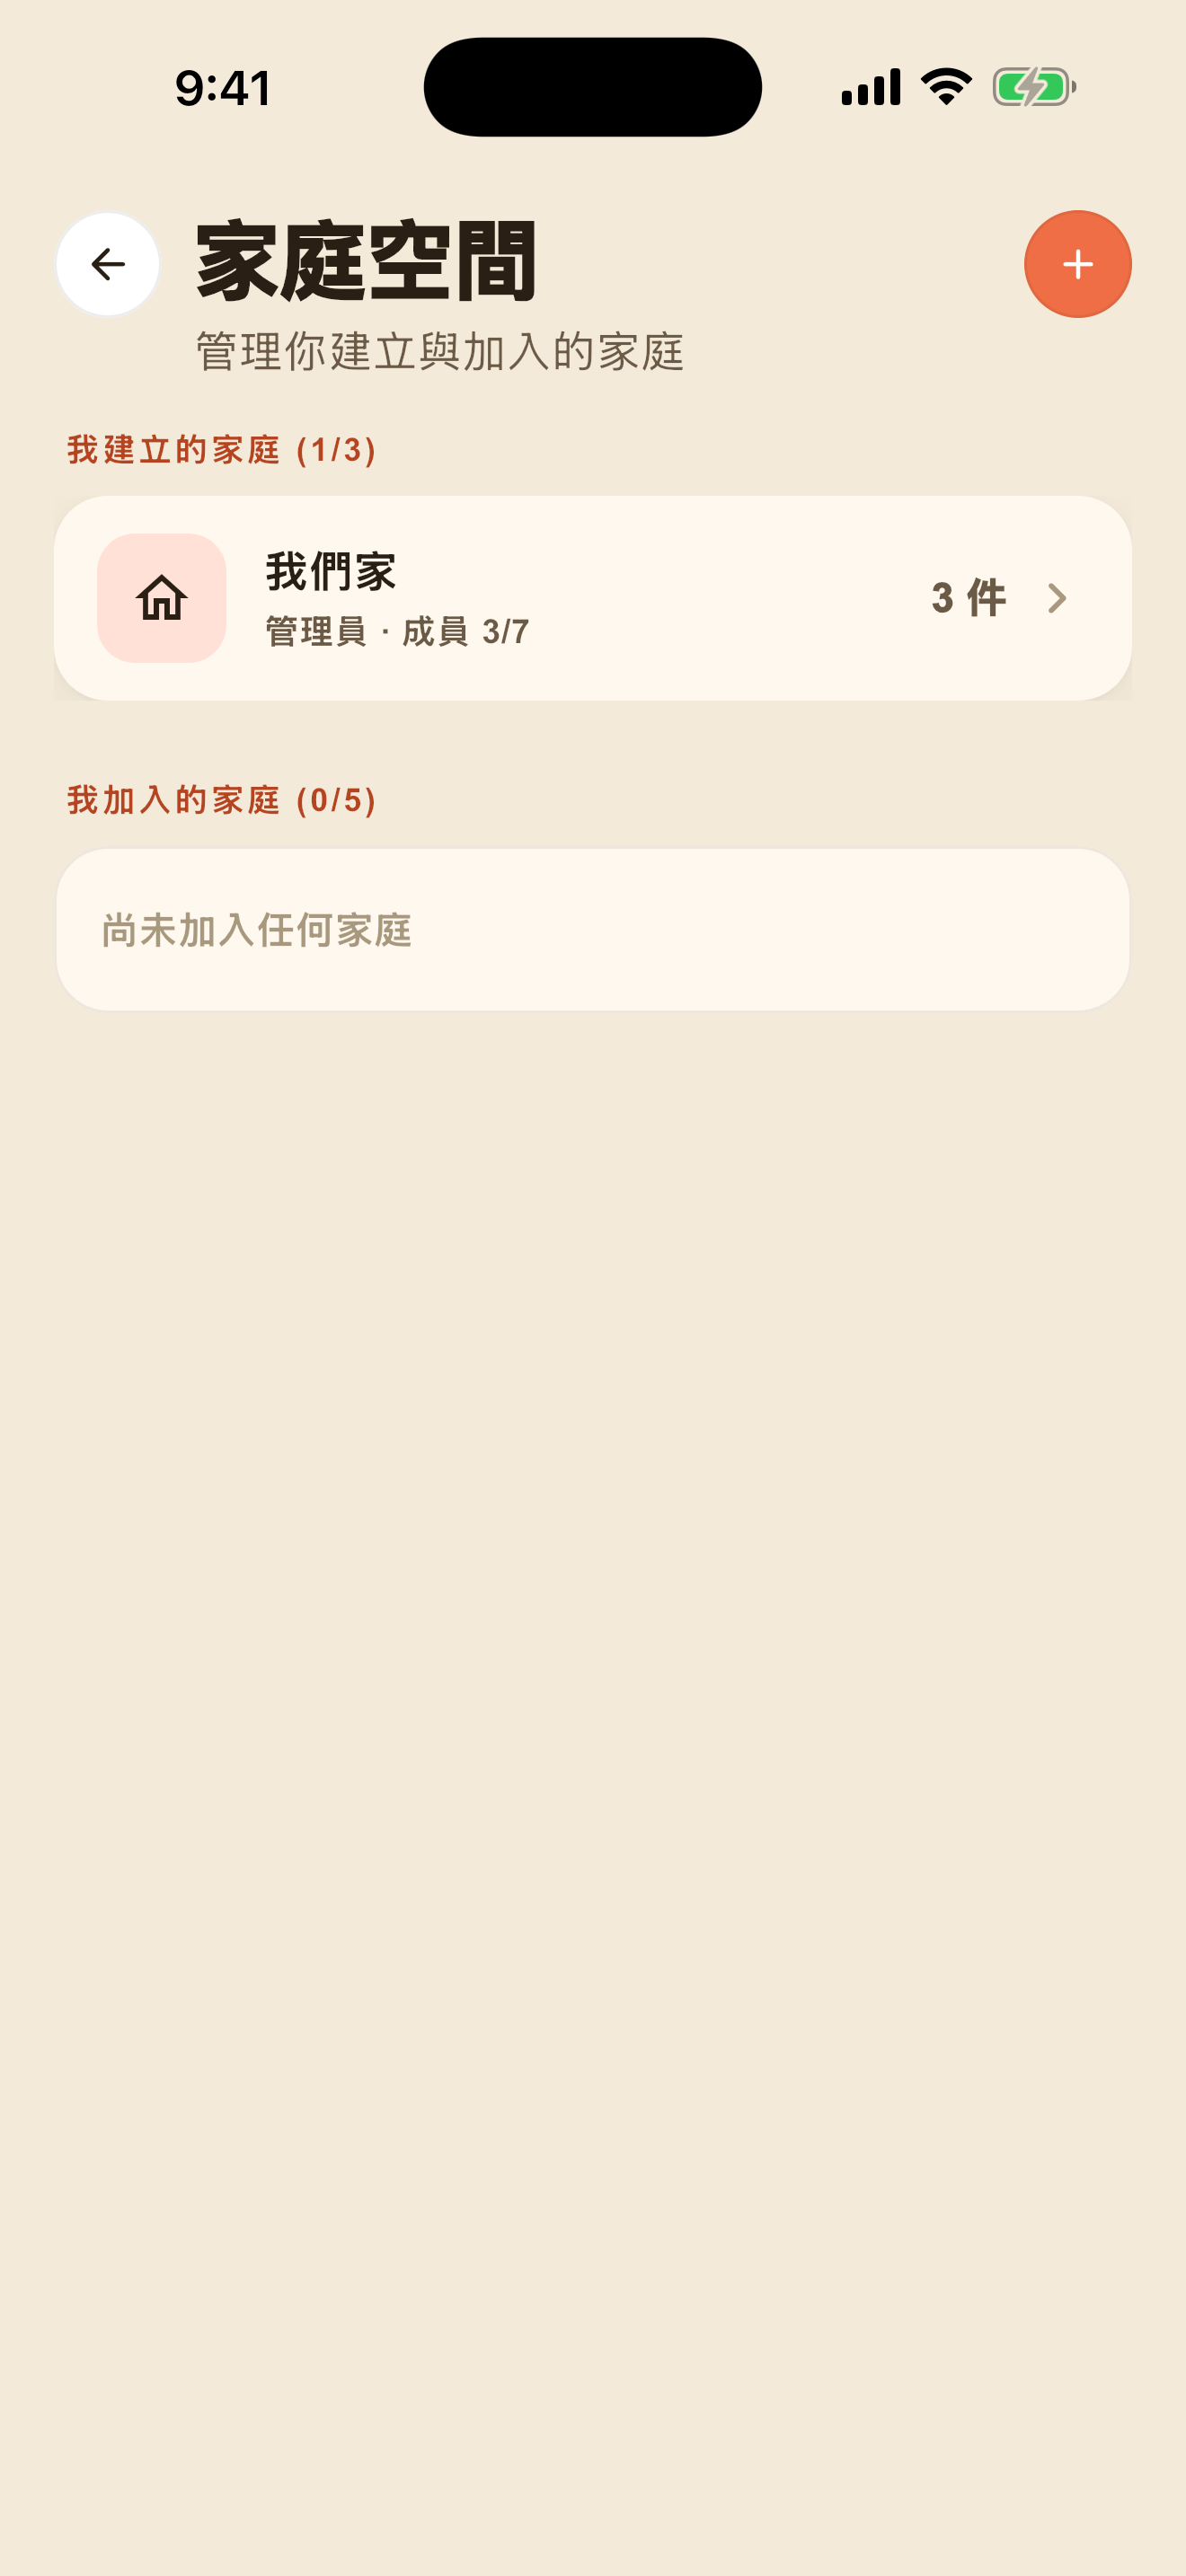 9:41
家庭空間
管理你建立與加入的家庭
我建立的家庭 (1/3)
我們家
管理員 · 成員 3/7
3 件
我加入的家庭 (0/5)
尚未加入任何家庭